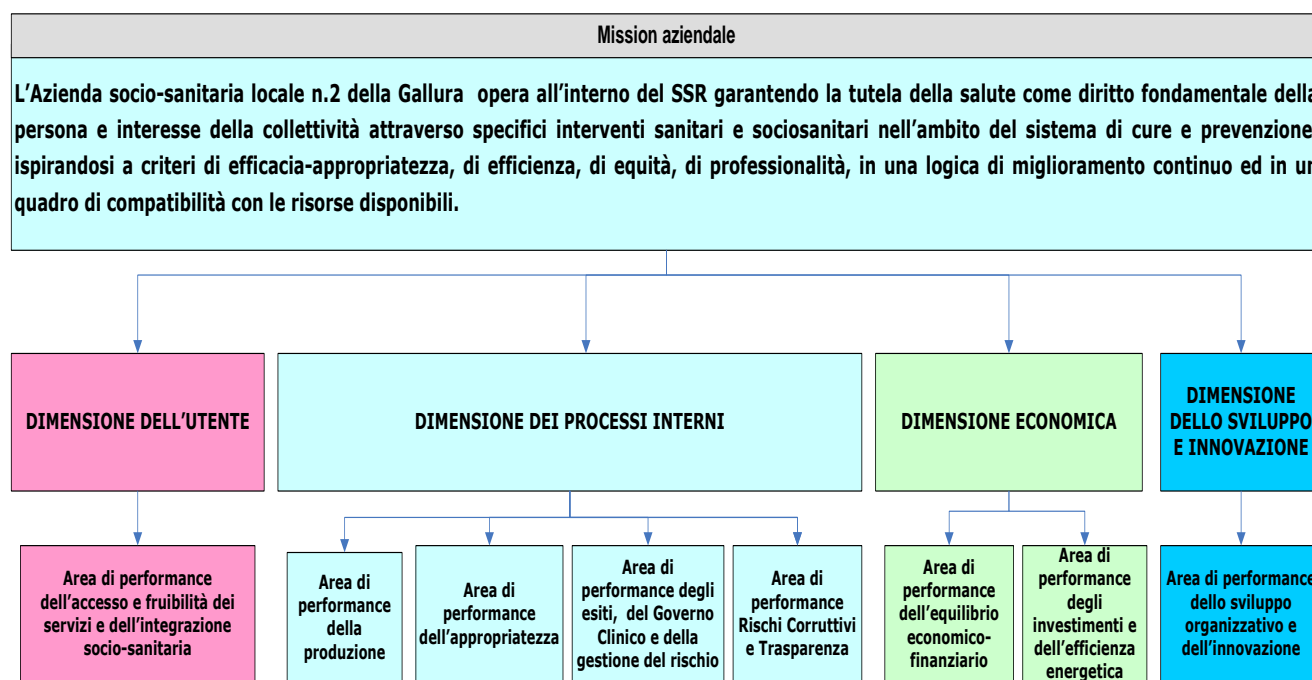 Mission aziendale
L'Azienda socio-sanitaria locale n.2 della Gallura opera all'interno del SSR garantendo la tutela della salute come diritto fondamentale della
persona e interesse della collettività attraverso specifici interventi sanitari e sociosanitari nell'ambito del sistema di cure e prevenzione
ispirandosi a criteri di efficacia-appropriatezza, di efficienza, di equità, di professionalità, in una logica di miglioramento continuo ed in un
quadro di compatibilità con le risorse disponibili.
DIMENSIONE DELL'UTENTE
DIMENSIONE DEI PROCESSI INTERNI
DIMENSIONE ECONOMICA
DIMENSIONE
DELLO SVILUPPO
E INNOVAZIONE
Area di performance
dell'accesso e fruibilità dei
servizi e dell'integrazione
socio-sanitaria
Area di
performance
della
produzione
Area di
performance
dell'appropriatezza
Area di
performance degli
esiti, del Governo
Clinico e della
gestione del rischio
Area di
performance
Rischi Corruttivi
e Trasparenza
Area di
performance
dell'equilibrio
economico-
finanziario
Area di
performance
degli
investimenti e
dell'efficienza
energetica
Area di performance
dello sviluppo
organizzativo e
dell'innovazione